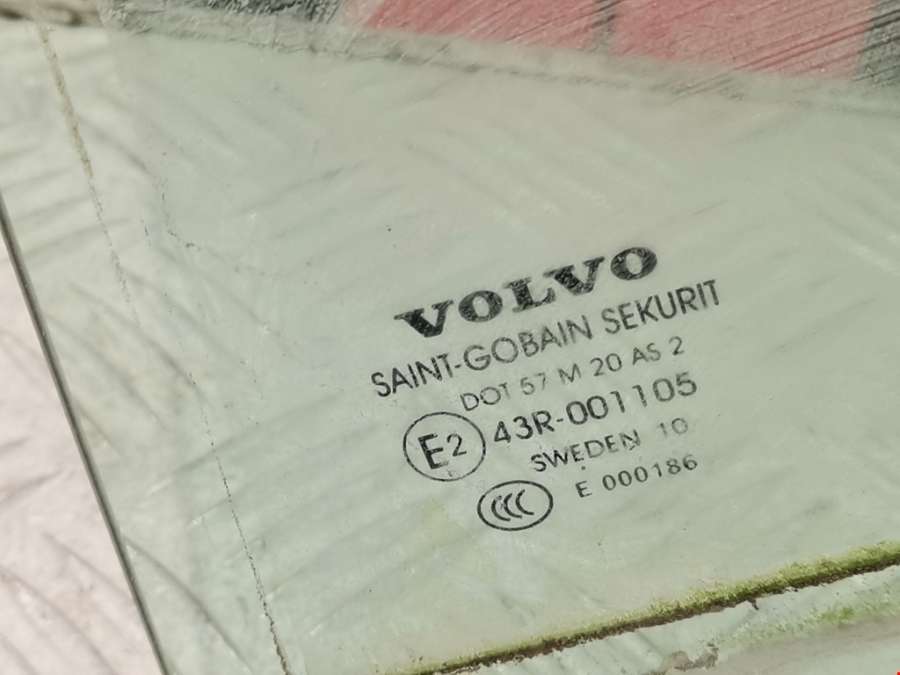 VOLVO
SAINT-GOBAIN SEKURIT
DOT 57 M 20 AS 2
E2 43R-001105
SWEDEN 10
CCC E 000186